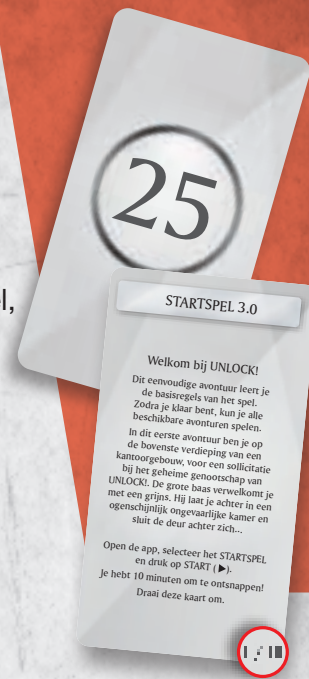 25
l,
STARTSPEL 3.0
Welkom bij UNLOCK!
Dit eenvoudige avontuur leert je
de basisregels van het spel.
Zodra je klaar bent, kun je alle
beschikbare avonturen spelen.
In dit eerste avontuur ben je op
de bovenste verdieping van een
kantoorgebouw, voor een sollicitatie
bij het geheime genootschap van
UNLOCK!. De grote baas verwelkomt je
met een grijns. Hij laat je achter in een
ogenschijnlijk ongevaarlijke kamer en
sluit de deur achter zich...
Open de app, selecteer het STARTSPEL
en druk op START (▶).
Je hebt 10 minuten om te ontsnappen!
Draai deze kaart om.